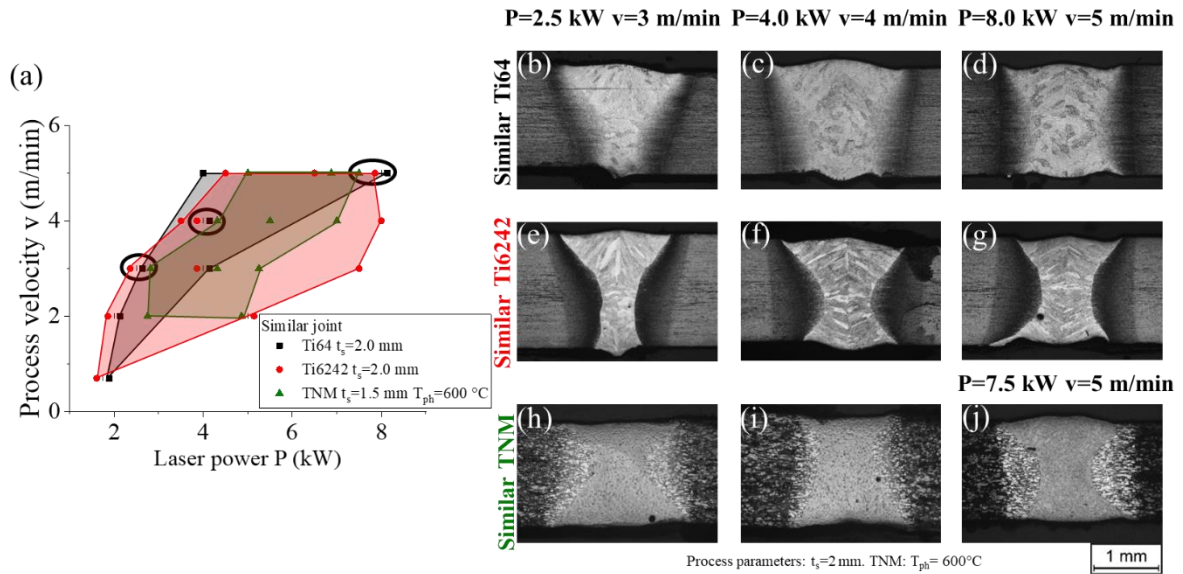 P=2.5 kW v=3 m/min P=4.0 kW v=4 m/min P=8.0 kW v=5 m/min
(a)
Process velocity v (m/min)
6
4
2
0
2 4 6 8
Laser power P (kW)
Similar joint
Ti64 tₛ=2.0 mm
Ti6242 tₛ=2.0 mm
TNM tₛ=1.5 mm Tₚₕ=600 °C
Similar Ti64
(b) (c) (d)
Similar Ti6242
(e) (f) (g)
P=7.5 kW v=5 m/min
Similar TNM
(h) (i) (j)
1 mm
Process parameters: tₛ=2 mm. TNM: Tₚₕ= 600°C